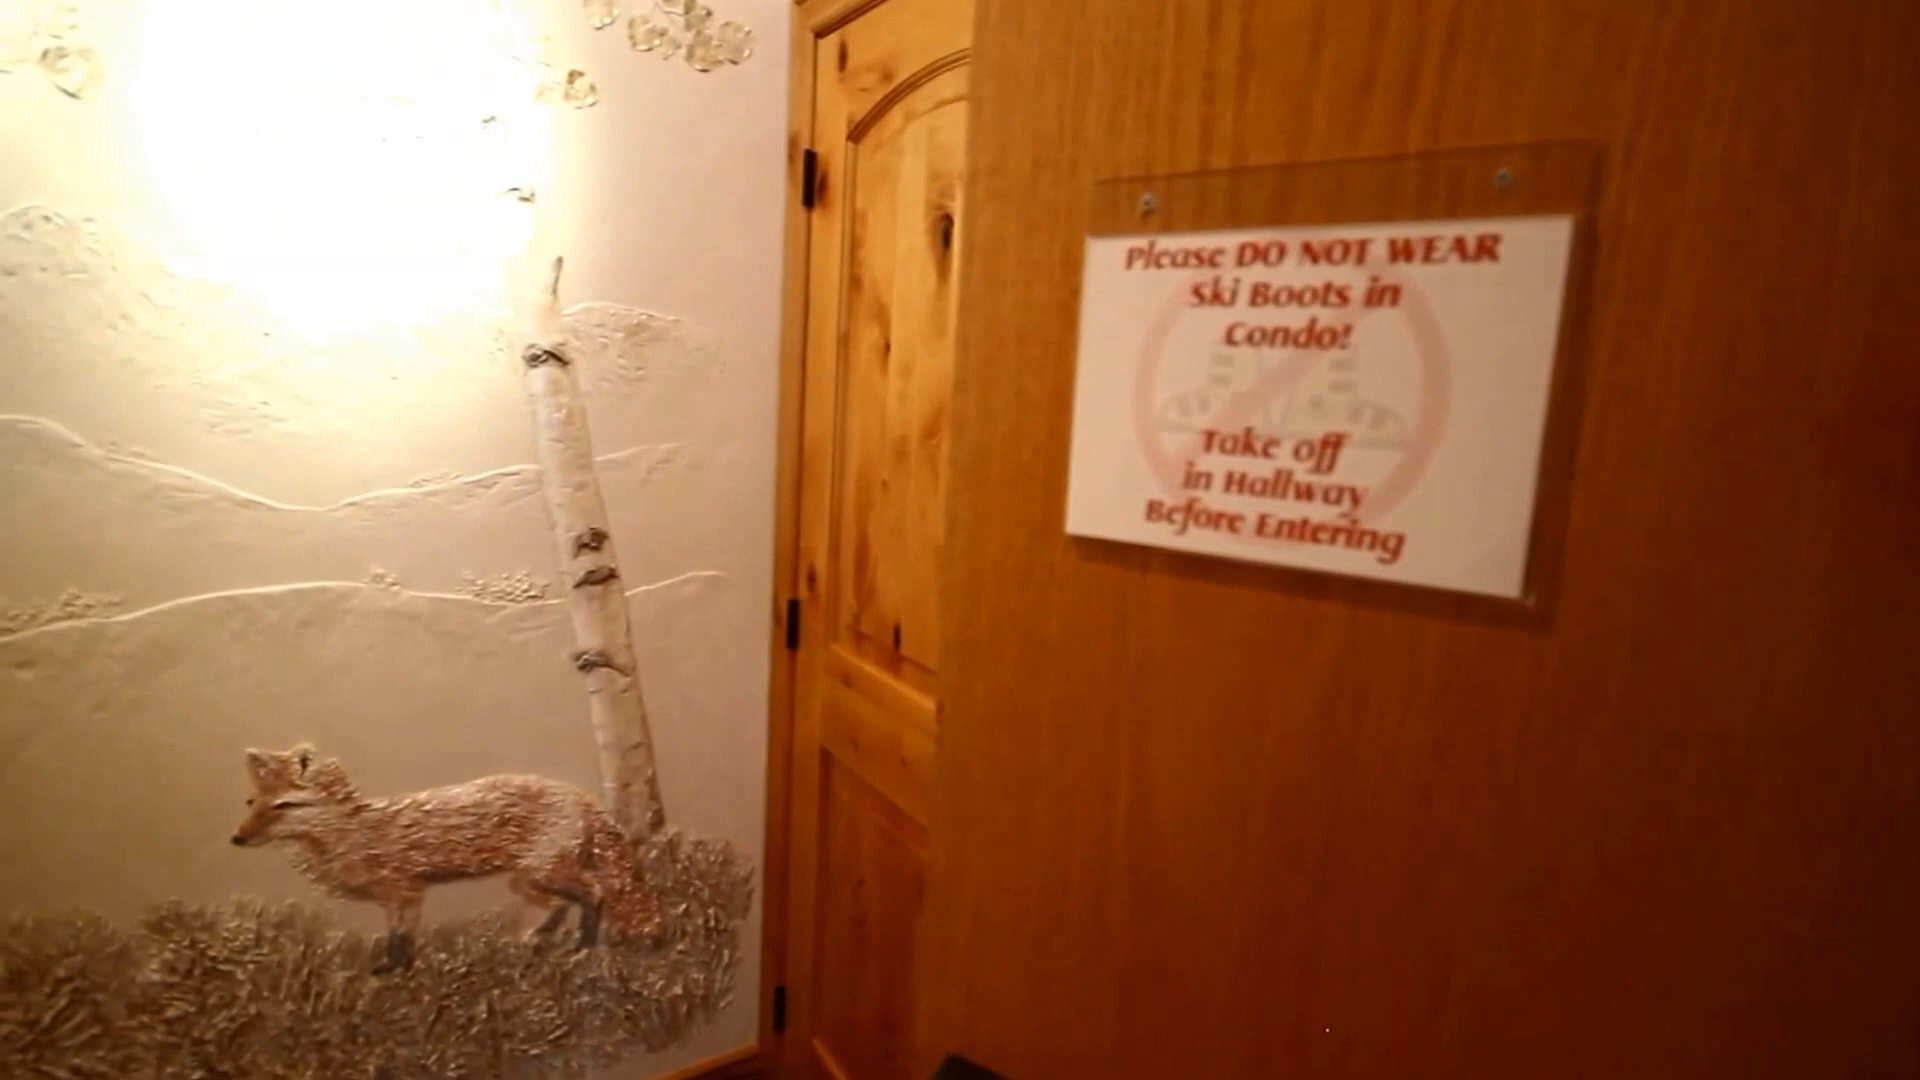 Please DO NOT WEAR
Ski Boots in
Condo!
Take off
in Hallway
Before Entering